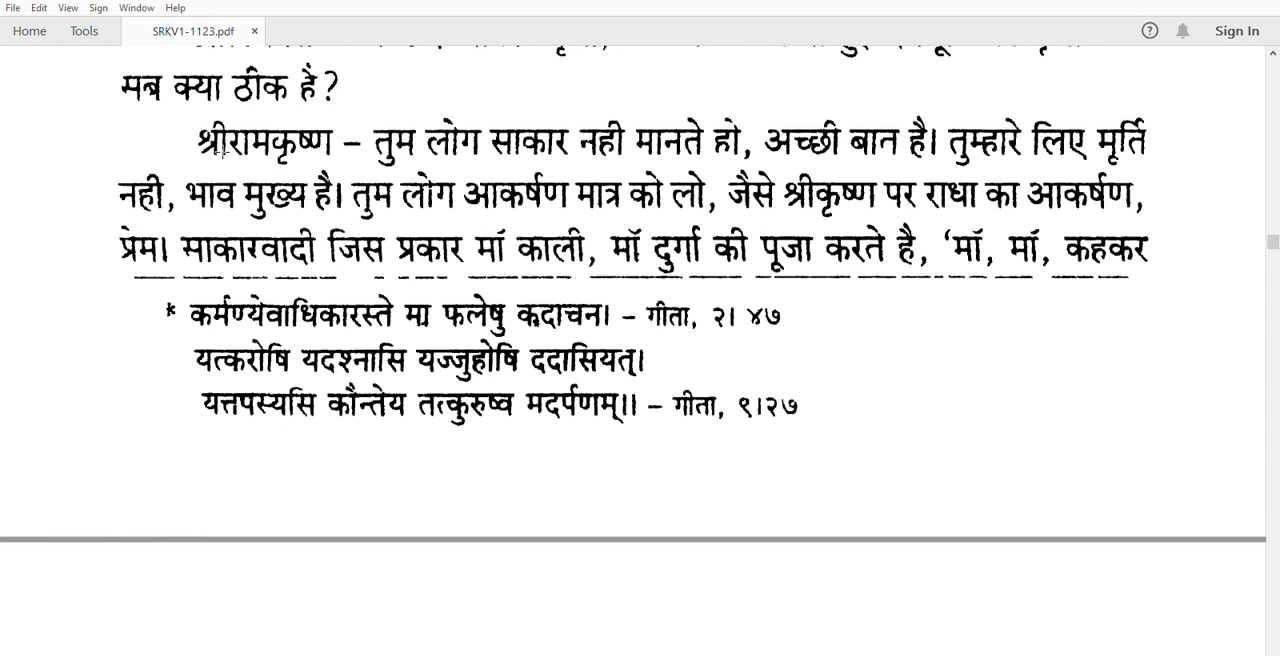 File Edit View Sign Window Help
Home Tools SRKV1-1123.pdf × ? Sign In
मब क्या ठीक है?
श्रीरामकृष्ण – तुम लोग साकार नही मानते हो, अच्छी बान है। तुम्हारे लिए मूर्ति
नही, भाव मुख्य है। तुम लोग आकर्षण मात्र को लो, जैसे श्रीकृष्ण पर राधा का आकर्षण,
प्रेम। साकारवादी जिस प्रकार मॉ काली, मॉ दुर्गा की पूजा करते है, ‘मॉ, मॉ, कहकर
* कर्मण्येवाधिकारस्ते मा फलेषु कदाचन। – गीता, २। ४७
यत्करोषि यदश्नासि यज्जुहोषि ददासियत्।
यत्तपस्यसि कौन्तेय तत्कुरुष्व मदर्पणम्।। – गीता, ९।२७